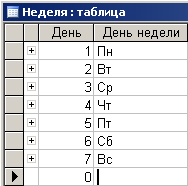 Неделя : таблица
День День недели
1 Пн
2 Вт
3 Ср
4 Чт
5 Пт
6 Сб
7 Вс
0